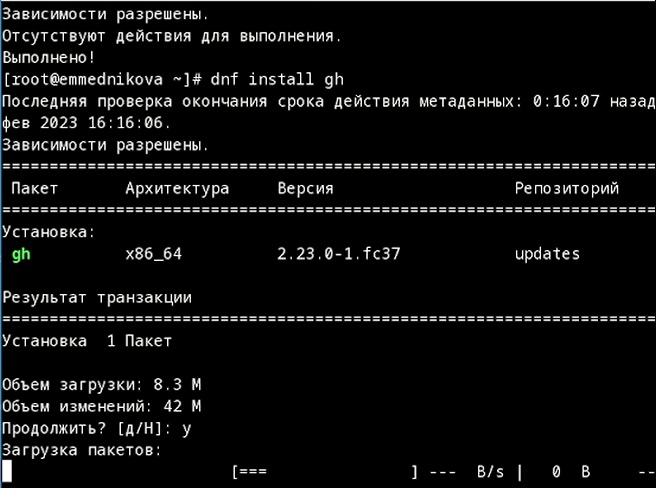 Зависимости разрешены.
Отсутствуют действия для выполнения.
Выполнено!
[root@emmednikova ~]# dnf install gh
Последняя проверка окончания срока действия метаданных: 0:16:07 назад
фев 2023 16:16:06.
Зависимости разрешены.
================================================================================
Пакет Архитектура Версия Репозиторий
================================================================================
Установка:
gh x86_64 2.23.0-1.fc37 updates
Результат транзакции
================================================================================
Установка 1 Пакет
Объем загрузки: 8.3 M
Объем изменений: 42 M
Продолжить? [д/Н]: y
Загрузка пакетов:
[=== ] --- B/s | 0 B --